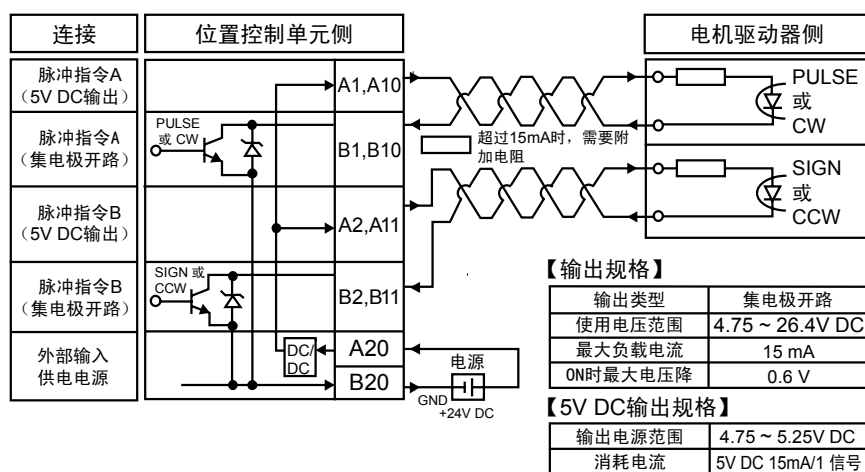 连接
位置控制单元侧
电机驱动器侧
脉冲指令A
（5V DC输出）
A1,A10
PULSE
或
CW
脉冲指令A
（集电极开路）
PULSE
或 CW
B1,B10
超过15mA时，需要附
加电阻
脉冲指令B
（5V DC输出）
A2,A11
SIGN
或
CCW
脉冲指令B
（集电极开路）
SIGN 或
CCW
B2,B11
外部输入
供电电源
DC/
DC
A20
B20
电源
GND
+24V DC
【输出规格】
输出类型 集电极开路
使用电压范围 4.75 ~ 26.4V DC
最大负载电流 15 mA
ON时最大电压降 0.6 V
【5V DC输出规格】
输出电源范围 4.75 ~ 5.25V DC
消耗电流 5V DC 15mA/1 信号